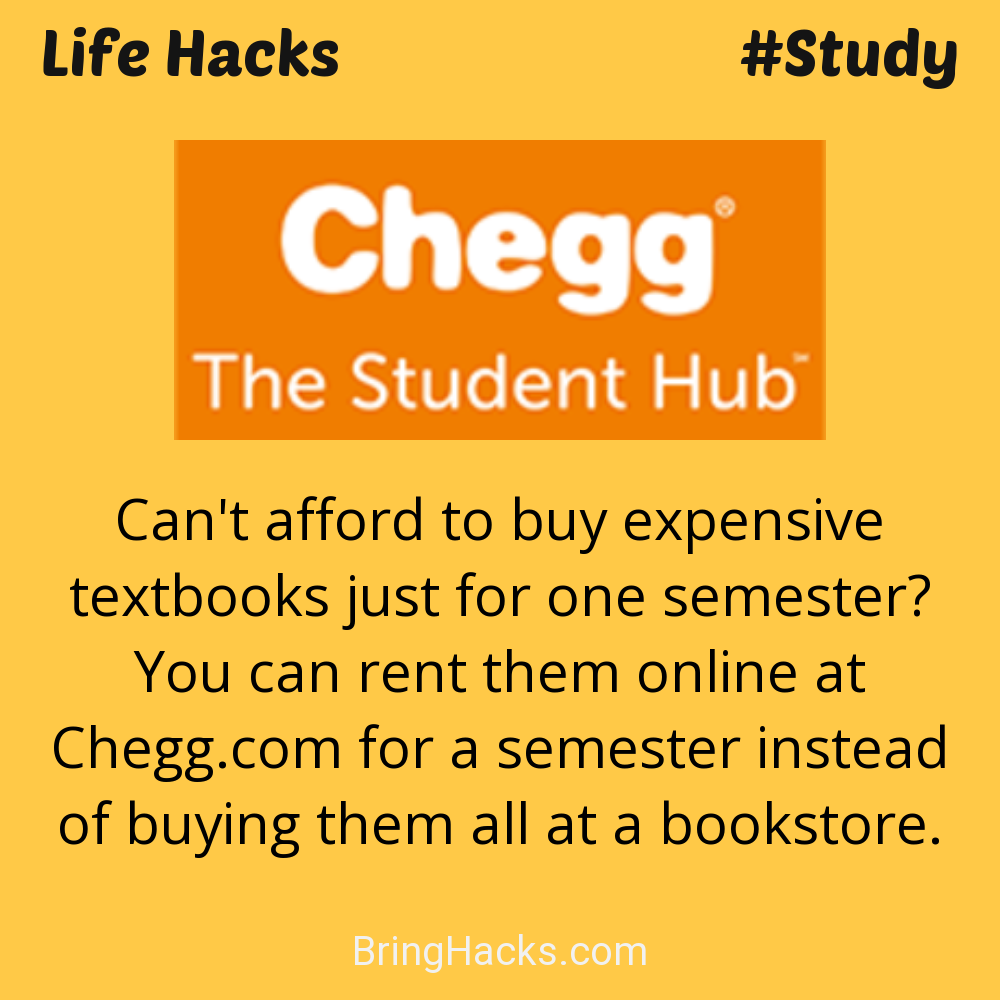 Life Hacks #Study
Chegg®
The Student Hub℠
Can't afford to buy expensive
textbooks just for one semester?
You can rent them online at
Chegg.com for a semester instead
of buying them all at a bookstore.
BringHacks.com